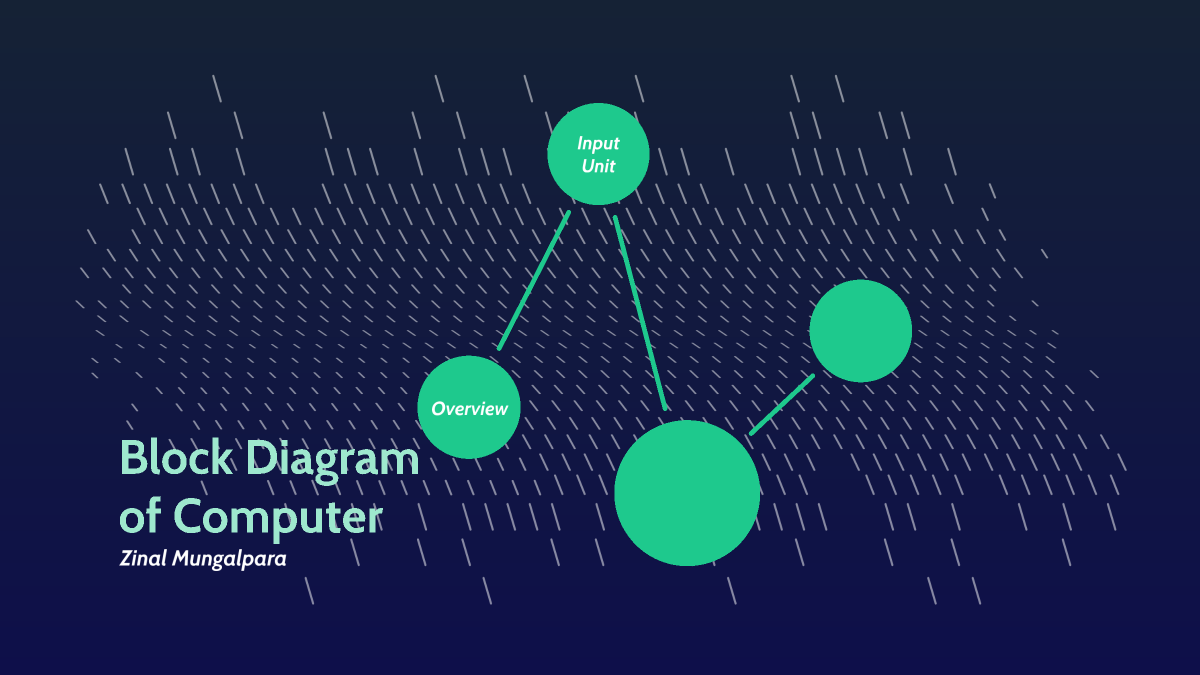 Input
Unit
Overview
Block Diagram
of Computer
Zinal Mungalpara